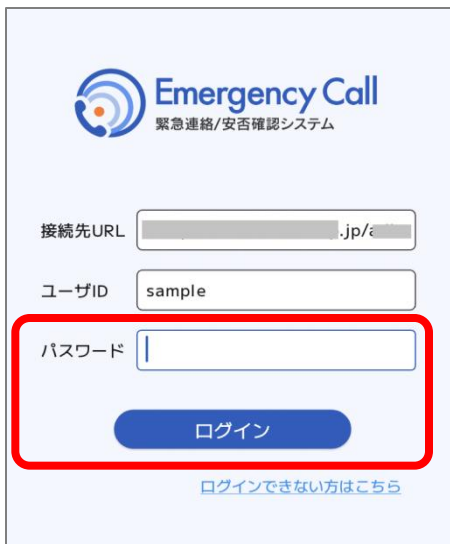 Emergency Call
緊急連絡/安否確認システム
接続先URL .jp/
ユーザID sample
パスワード
ログイン
ログインできない方はこちら